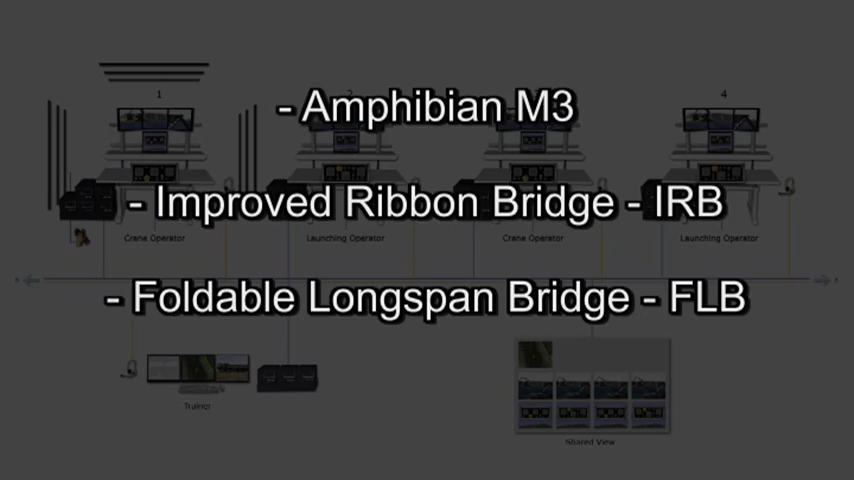 1
4
- Amphibian M3
- Improved Ribbon Bridge - IRB
Crane Operator
Launching Operator
Crane Operator
Launching Operator
- Foldable Longspan Bridge - FLB
Trainer
Shared View